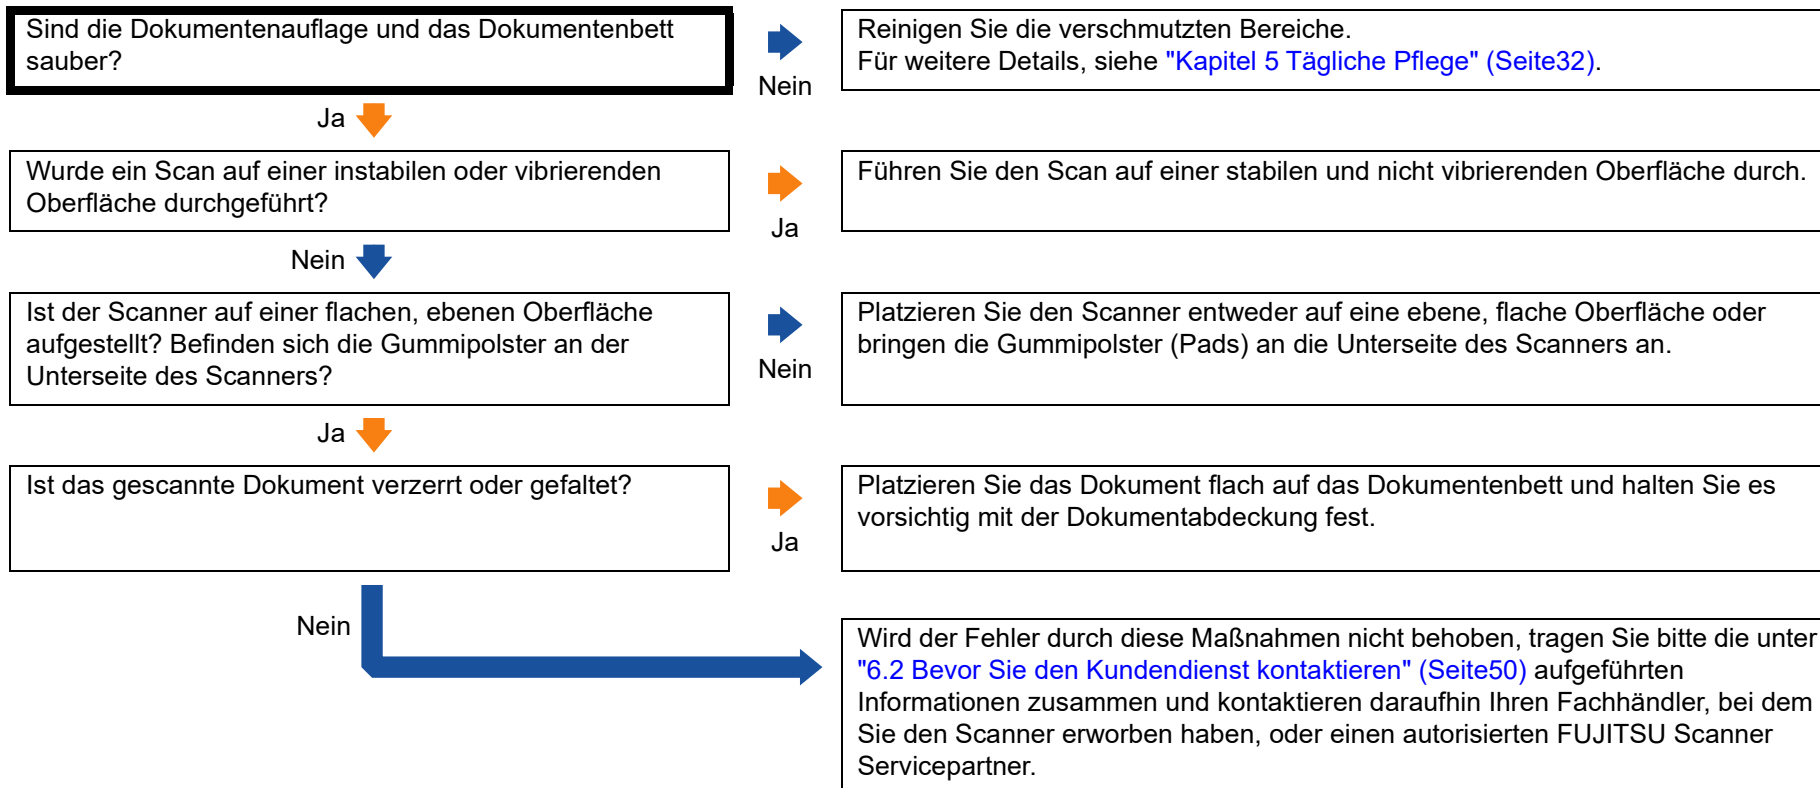 Sind die Dokumentenauflage und das Dokumentenbett
sauber?
Nein
Reinigen Sie die verschmutzten Bereiche.
Für weitere Details, siehe "Kapitel 5 Tägliche Pflege" (Seite32).
Ja
Wurde ein Scan auf einer instabilen oder vibrierenden
Oberfläche durchgeführt?
Ja
Führen Sie den Scan auf einer stabilen und nicht vibrierenden Oberfläche durch.
Nein
Ist der Scanner auf einer flachen, ebenen Oberfläche
aufgestellt? Befinden sich die Gummipolster an der
Unterseite des Scanners?
Nein
Platzieren Sie den Scanner entweder auf eine ebene, flache Oberfläche oder
bringen die Gummipolster (Pads) an die Unterseite des Scanners an.
Ja
Ist das gescannte Dokument verzerrt oder gefaltet?
Ja
Platzieren Sie das Dokument flach auf das Dokumentenbett und halten Sie es
vorsichtig mit der Dokumentabdeckung fest.
Nein
Wird der Fehler durch diese Maßnahmen nicht behoben, tragen Sie bitte die unter
"6.2 Bevor Sie den Kundendienst kontaktieren" (Seite50) aufgeführten
Informationen zusammen und kontaktieren daraufhin Ihren Fachhändler, bei dem
Sie den Scanner erworben haben, oder einen autorisierten FUJITSU Scanner
Servicepartner.